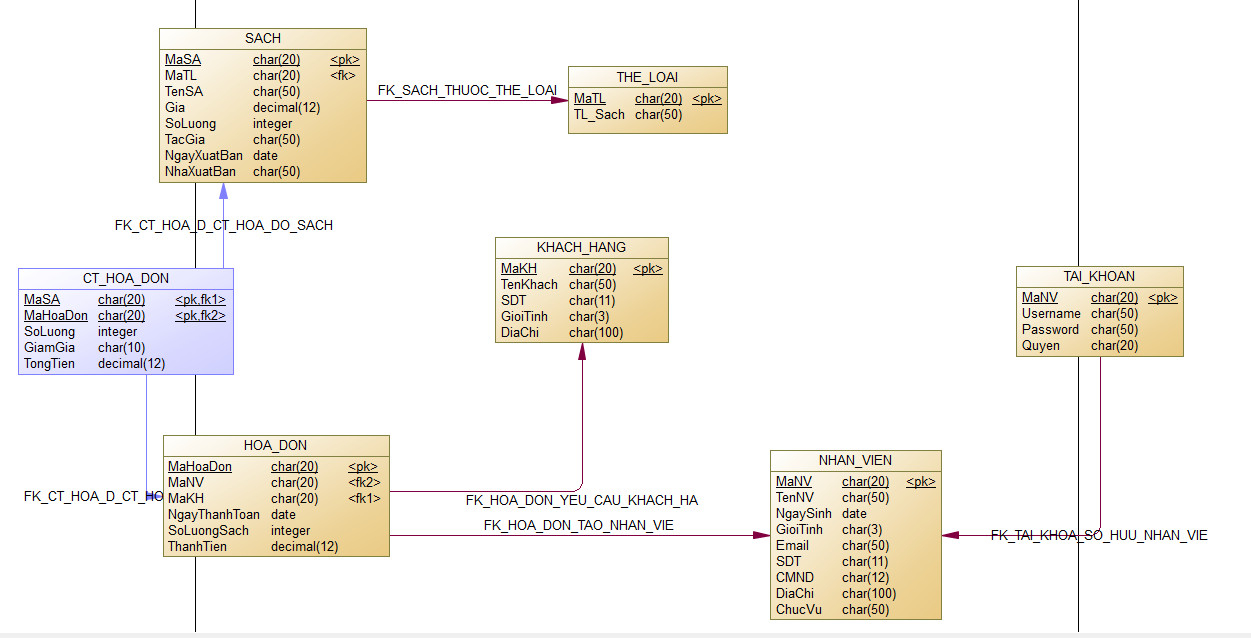 SACH
MaSA char(20) <pk>
MaTL char(20) <fk>
TenSA char(50)
Gia decimal(12)
SoLuong integer
TacGia char(50)
NgayXuatBan date
NhaXuatBan char(50)
FK_SACH_THUOC_THE_LOAI
THE_LOAI
MaTL char(20) <pk>
TL_Sach char(50)
FK_CT_HOA_D_CT_HOA_DO_SACH
CT_HOA_DON
MaSA char(20) <pk,fk1>
MaHoaDon char(20) <pk,fk2>
SoLuong integer
GiamGia char(10)
TongTien decimal(12)
KHACH_HANG
MaKH char(20) <pk>
TenKhach char(50)
SDT char(11)
GioiTinh char(3)
DiaChi char(100)
TAI_KHOAN
MaNV char(20) <pk>
Username char(50)
Password char(50)
Quyen char(20)
HOA_DON
MaHoaDon char(20) <pk>
MaNV char(20) <fk2>
MaKH char(20) <fk1>
NgayThanhToan date
SoLuongSach integer
ThanhTien decimal(12)
FK_CT_HOA_D_CT_HO
FK_HOA_DON_YEU_CAU_KHACH_HA
FK_HOA_DON_TAO_NHAN_VIE
NHAN_VIEN
MaNV char(20) <pk>
TenNV char(50)
NgaySinh date
GioiTinh char(3)
Email char(50)
SDT char(11)
CMND char(12)
DiaChi char(100)
ChucVu char(50)
FK_TAI_KHOA_SO_HUU_NHAN_VIE